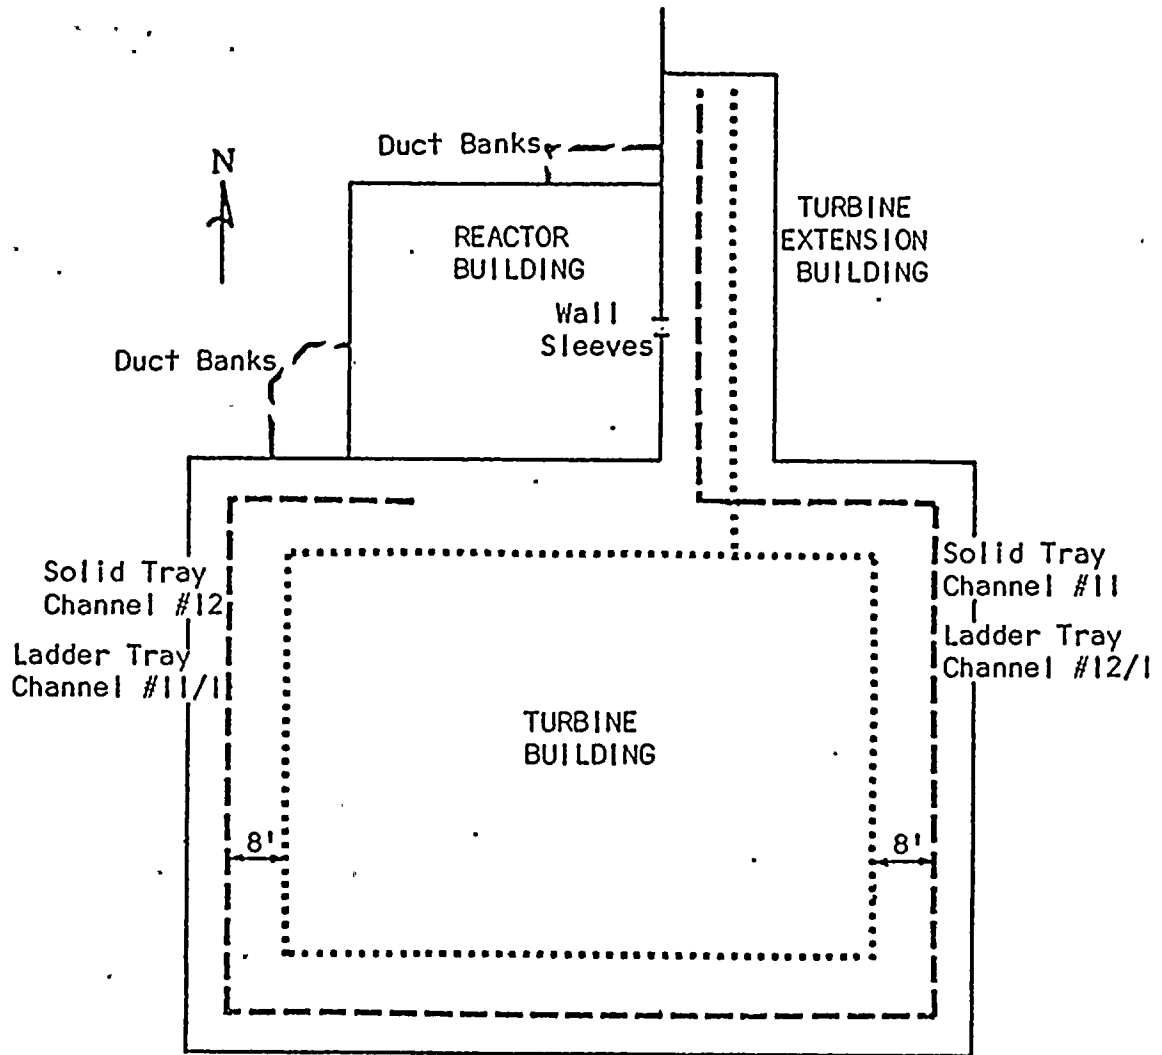 Duct Banks
N
TURBINE
EXTENSION
BUILDING
REACTOR
BUILDING
Wall
Sleeves
Duct Banks
Solid Tray
Channel #12
Ladder Tray
Channel #11/1
Solid Tray
Channel #11
Ladder Tray
Channel #12/1
TURBINE
BUILDING
8'
8'